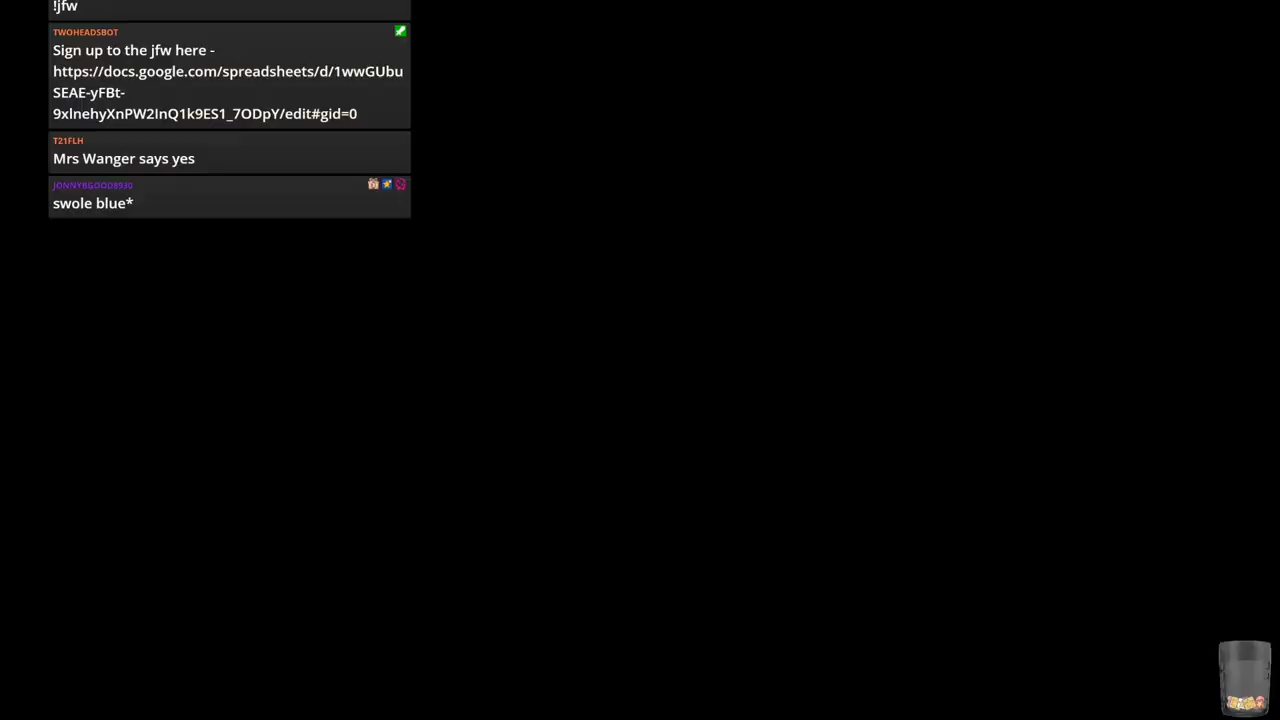 !jfw
TWOHEADSBOT
Sign up to the jfw here -
https://docs.google.com/spreadsheets/d/1wwGUbu
SEAE-yFBt-
9xlnehyXnPW2InQ1k9ES1_7ODpY/edit#gid=0
T21FLH
Mrs Wanger says yes
JONNYBGOOD8930
swole blue*